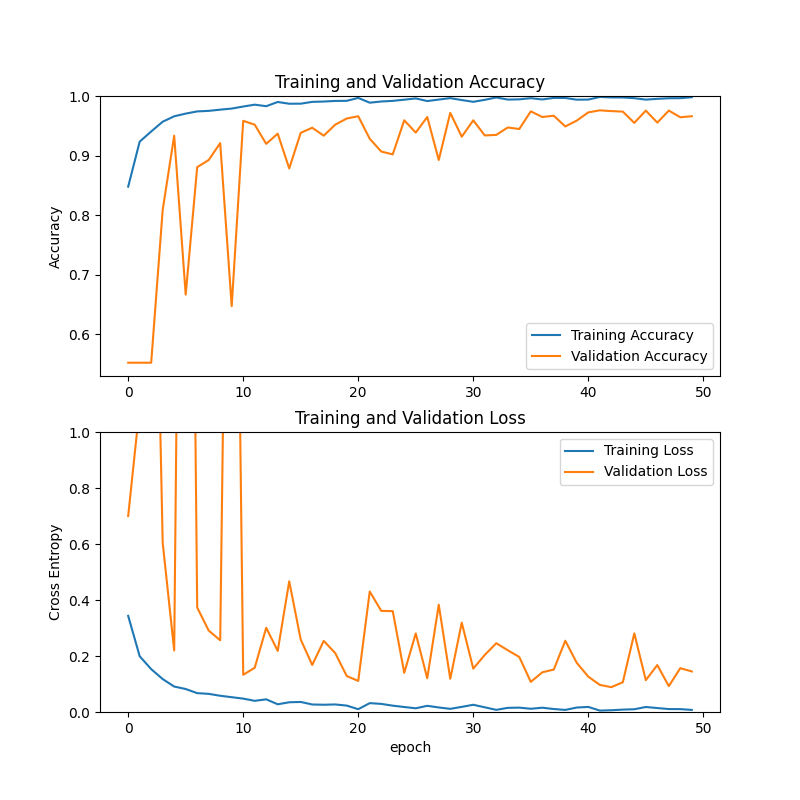 Training and Validation Accuracy
Accuracy
1.0
0.9
0.8
0.7
0.6
Training Accuracy
Validation Accuracy
0 10 20 30 40 50
Training and Validation Loss
Cross Entropy
1.0
0.8
0.6
0.4
0.2
0.0
Training Loss
Validation Loss
0 10 20 30 40 50
epoch